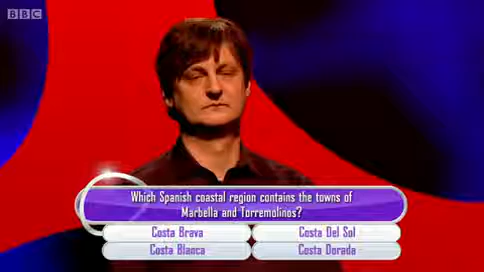 BBC
Which Spanish coastal region contains the towns of
Marbella and Torremolinos?
Costa Brava
Costa Del Sol
Costa Blanca
Costa Dorada